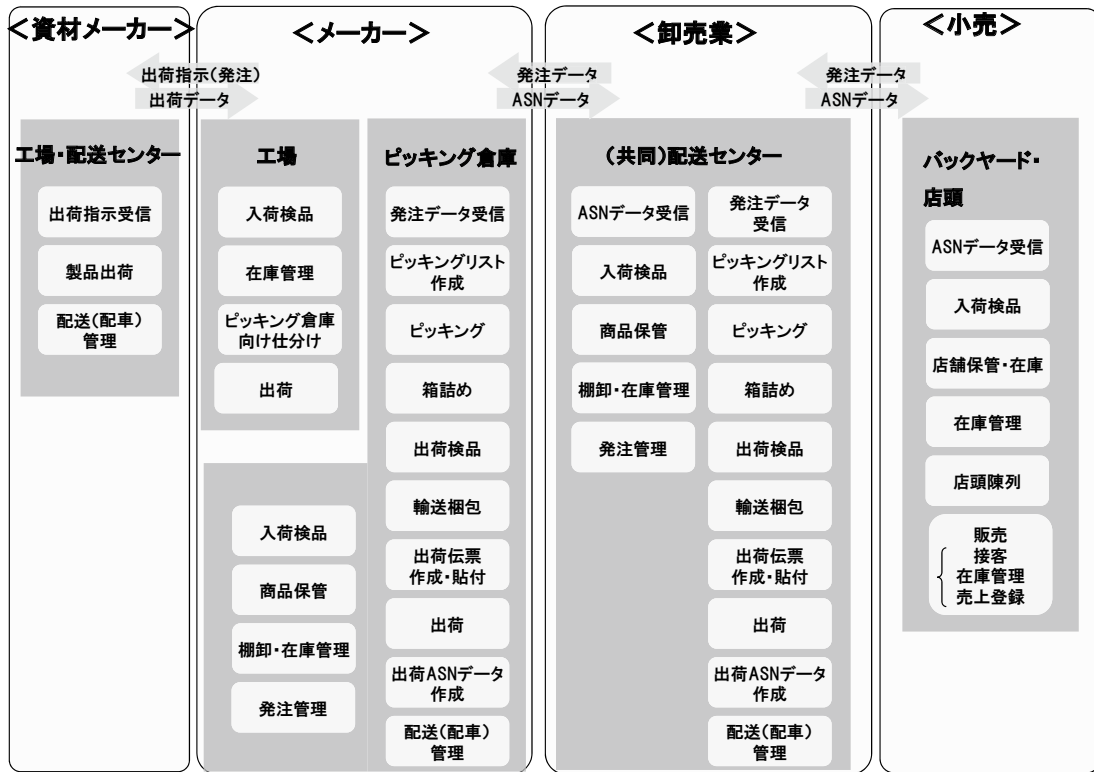 <資材メーカー>
<メーカー>
<卸売業>
<小売>
出荷指示(発注)
出荷データ
発注データ
ASNデータ
発注データ
ASNデータ
工場・配送センター
出荷指示受信
製品出荷
配送(配車)
管理
工場
入荷検品
在庫管理
ピッキング倉庫
向け仕分け
出荷
入荷検品
商品保管
棚卸・在庫管理
発注管理
ピッキング倉庫
発注データ受信
ピッキングリスト
作成
ピッキング
箱詰め
出荷検品
輸送梱包
出荷伝票
作成・貼付
出荷
出荷ASNデータ
作成
配送(配車)
管理
(共同)配送センター
ASNデータ受信
入荷検品
商品保管
棚卸・在庫管理
発注管理
発注データ
受信
ピッキングリスト
作成
ピッキング
箱詰め
出荷検品
輸送梱包
出荷伝票
作成・貼付
出荷
出荷ASNデータ
作成
配送(配車)
管理
バックヤード・
店頭
ASNデータ受信
入荷検品
店舗保管・在庫
在庫管理
店頭陳列
販売
接客
在庫管理
売上登録